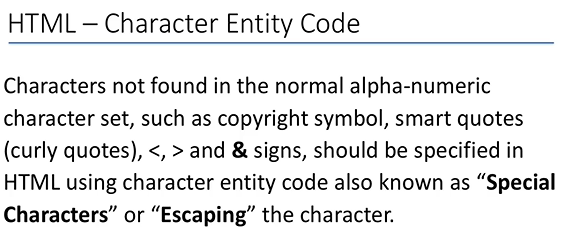 HTML – Character Entity Code
Characters not found in the normal alpha-numeric
character set, such as copyright symbol, smart quotes
(curly quotes), <, > and & signs, should be specified in
HTML using character entity code also known as “Special
Characters” or “Escaping” the character.